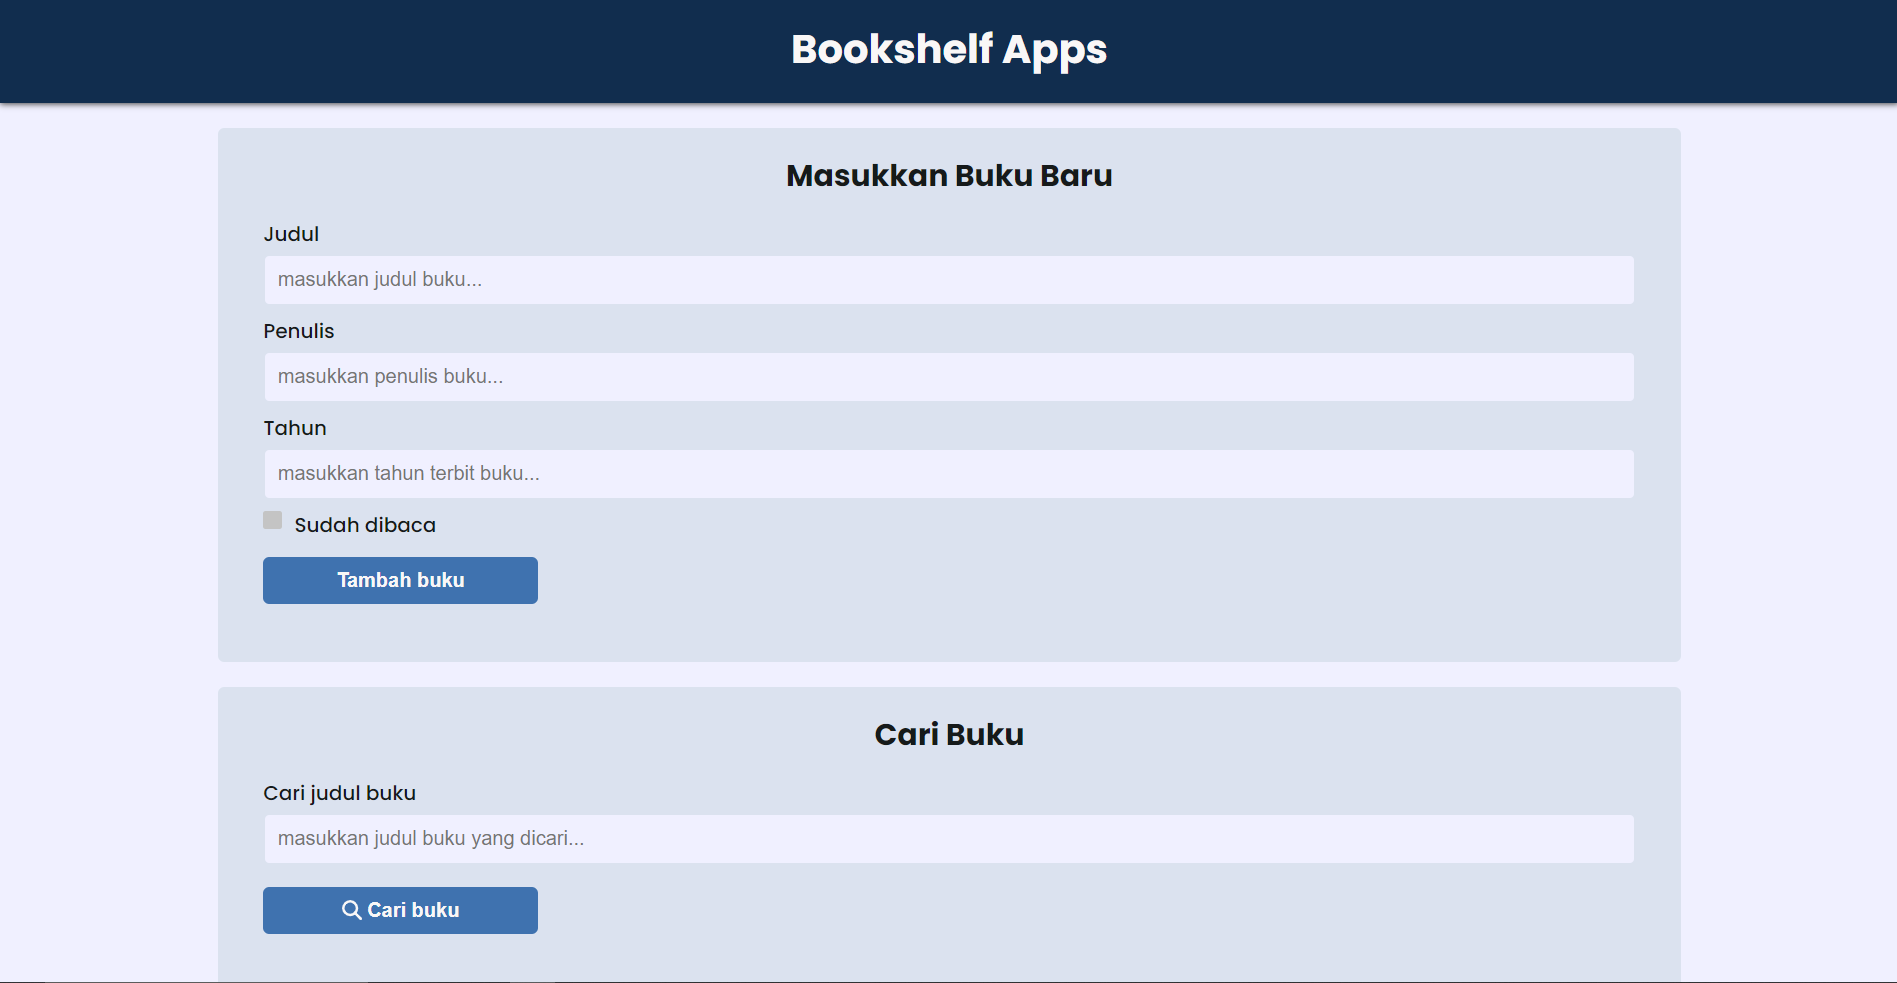 Bookshelf Apps
Masukkan Buku Baru
Judul
masukkan judul buku...
Penulis
masukkan penulis buku...
Tahun
masukkan tahun terbit buku...
Sudah dibaca
Tambah buku
Cari Buku
Cari judul buku
masukkan judul buku yang dicari...
Cari buku